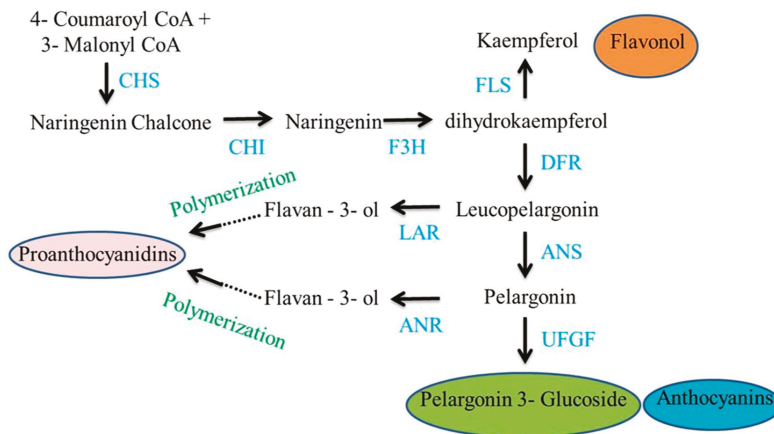 4- Coumaroyl CoA +
3- Malonyl CoA
CHS
Kaempferol
Flavonol
FLS
Naringenin Chalcone
CHI
Naringenin
F3H
dihydrokaempferol
DFR
Polymerization
Flavan - 3- ol
LAR
Leucopelargonin
Proanthocyanidins
ANS
Polymerization
Flavan - 3- ol
ANR
Pelargonin
UFGF
Pelargonin 3- Glucoside
Anthocyanins